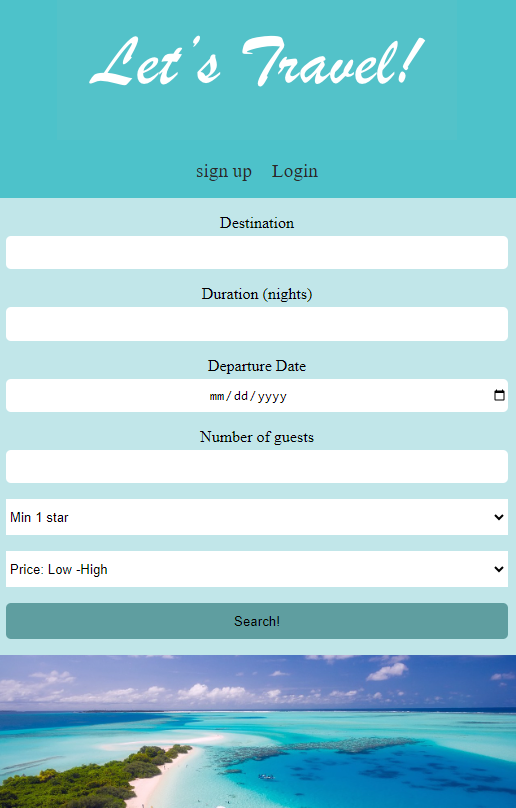 Let's Travel!
sign up Login
Destination
Duration (nights)
Departure Date
mm/dd/yyyy
Number of guests
Min 1 star
Price: Low -High
Search!